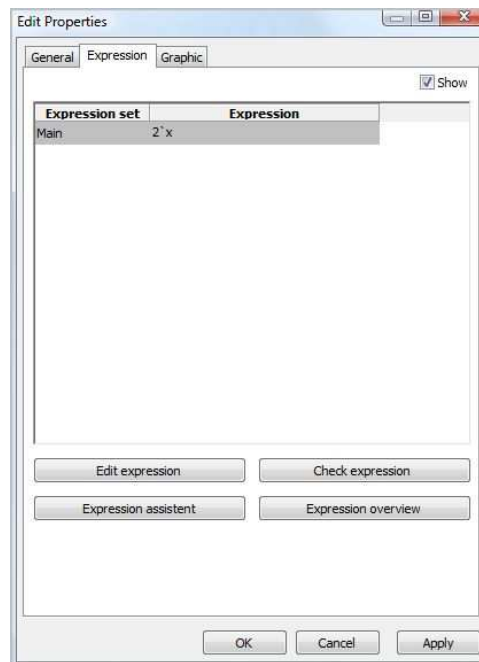 Edit Properties
General Expression Graphic
Show
Expression set Expression
Main 2`x
Edit expression Check expression
Expression assistent Expression overview
OK Cancel Apply